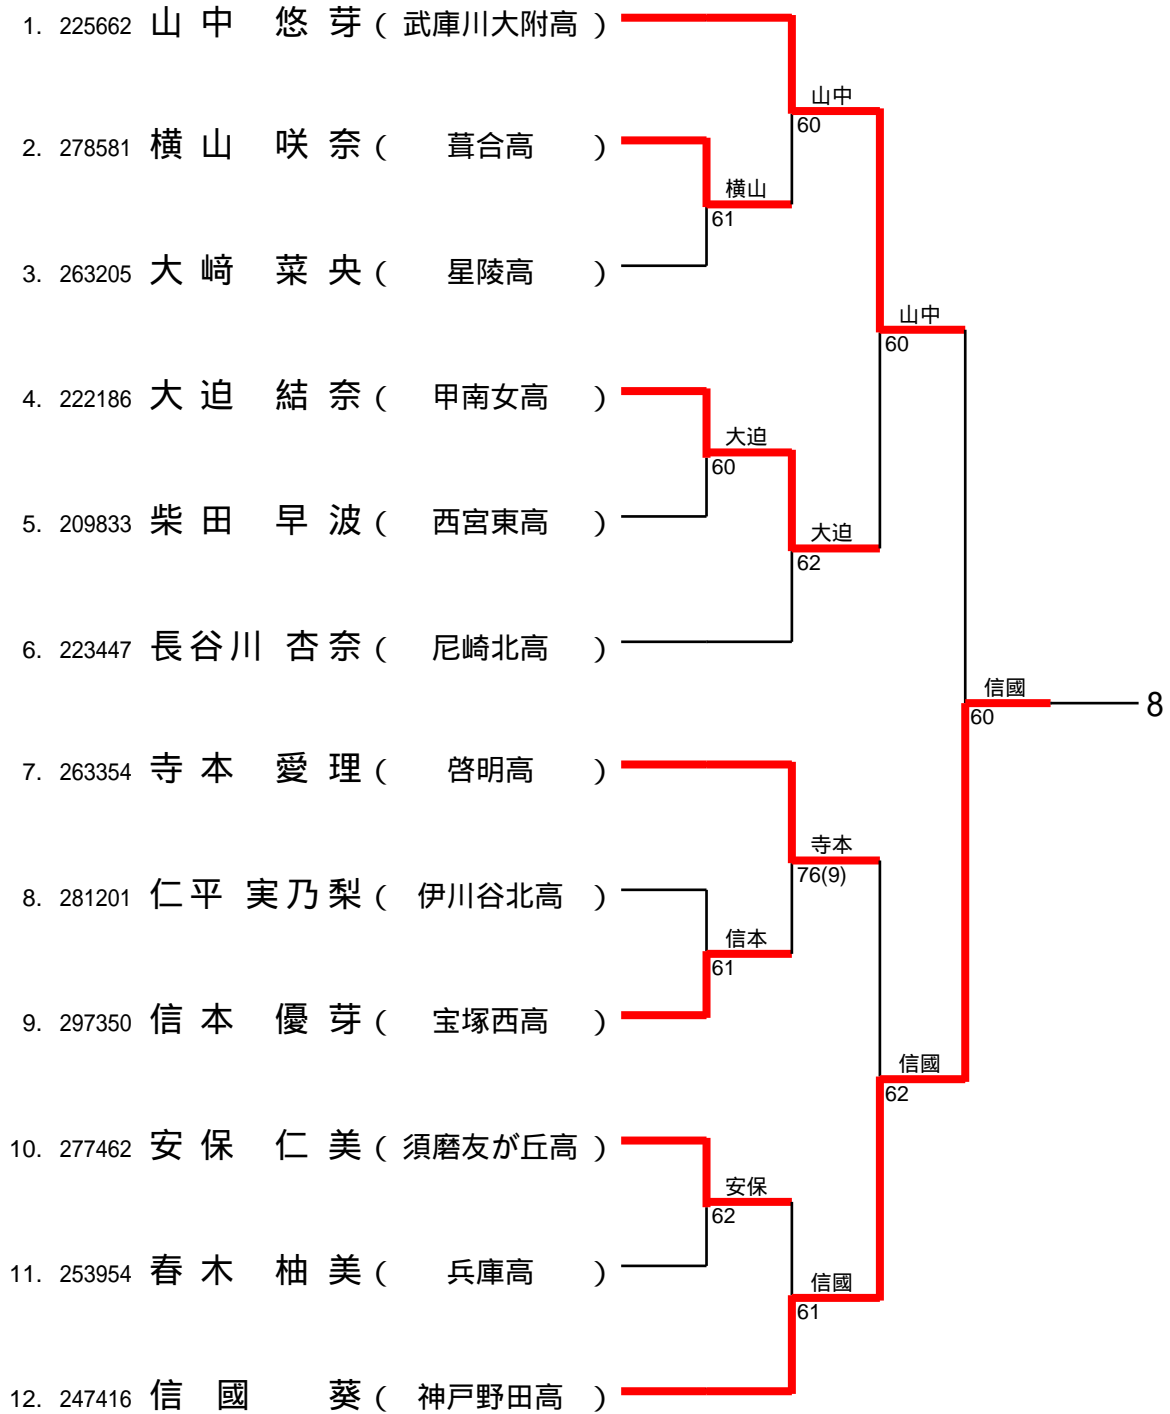 1. 225662 山中 悠芽 ( 武庫川大附高 )
山中
60
2. 278581 横山 咲奈 ( 葺合高 )
横山
61
3. 263205 大﨑 菜央 ( 星陵高 )
山中
60
4. 222186 大迫 結奈 ( 甲南女高 )
大迫
60
5. 209833 柴田 早波 ( 西宮東高 )
大迫
62
6. 223447 長谷川 杏奈 ( 尼崎北高 )
信國
60
8
7. 263354 寺本 愛理 ( 啓明高 )
寺本
76(9)
8. 281201 仁平 実乃梨 ( 伊川谷北高 )
信本
61
9. 297350 信本 優芽 ( 宝塚西高 )
信國
62
10. 277462 安保 仁美 ( 須磨友が丘高 )
安保
62
11. 253954 春木 柚美 ( 兵庫高 )
信國
61
12. 247416 信國 葵 ( 神戸野田高 )